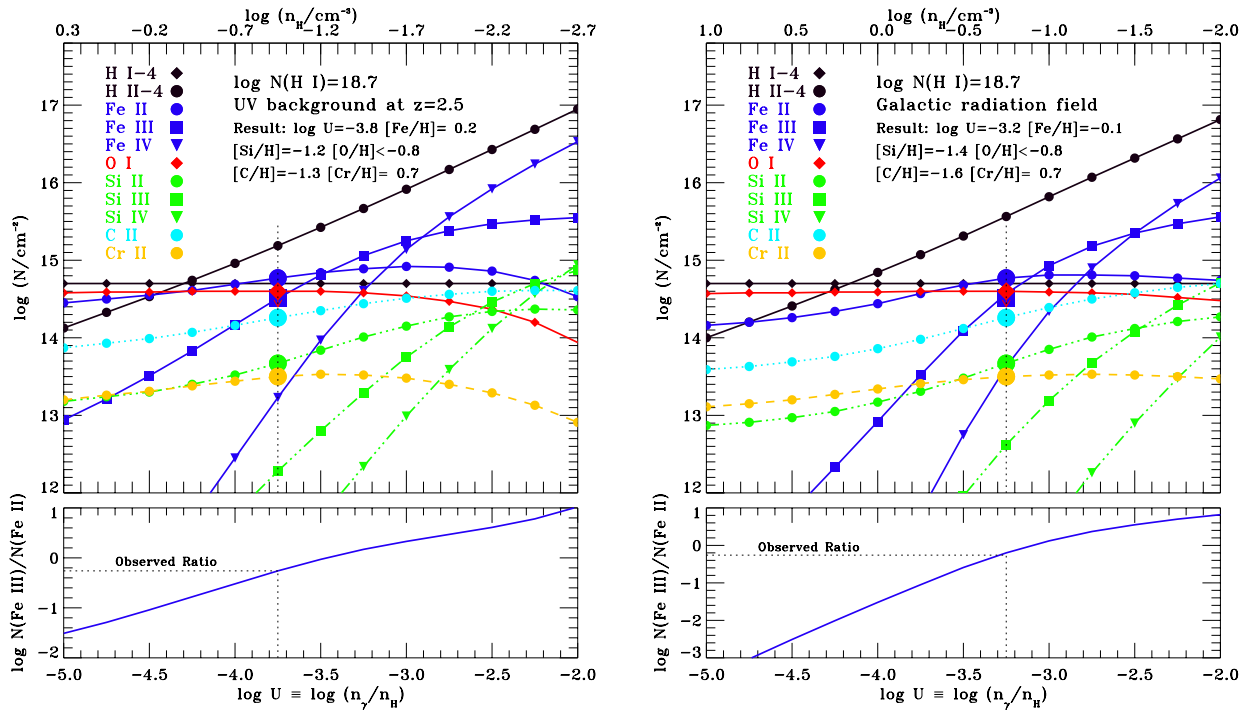 log (n_H/cm⁻³)
0.3 −0.2 −0.7 −1.2 −1.7 −2.2 −2.7
H I-4
H II-4
Fe II
Fe III
Fe IV
O I
Si II
Si III
Si IV
C II
Cr II
log N(H I)=18.7
UV background at z=2.5
Result: log U=−3.8 [Fe/H]= 0.2
[Si/H]=−1.2 [O/H]<−0.8
[C/H]=−1.3 [Cr/H]= 0.7
log (N/cm⁻²)
17
16
15
14
13
12
log N(Fe III)/N(Fe II)
1
0
−1
−2
Observed Ratio
−5.0 −4.5 −4.0 −3.5 −3.0 −2.5 −2.0
log U ≡ log (n_γ/n_H)
log (n_H/cm⁻³)
1.0 0.5 0.0 −0.5 −1.0 −1.5 −2.0
H I-4
H II-4
Fe II
Fe III
Fe IV
O I
Si II
Si III
Si IV
C II
Cr II
log N(H I)=18.7
Galactic radiation field
Result: log U=−3.2 [Fe/H]=−0.1
[Si/H]=−1.4 [O/H]<−0.8
[C/H]=−1.6 [Cr/H]= 0.7
log (N/cm⁻²)
17
16
15
14
13
12
log N(Fe III)/N(Fe II)
1
0
−1
−2
−3
Observed Ratio
−5.0 −4.5 −4.0 −3.5 −3.0 −2.5 −2.0
log U ≡ log (n_γ/n_H)